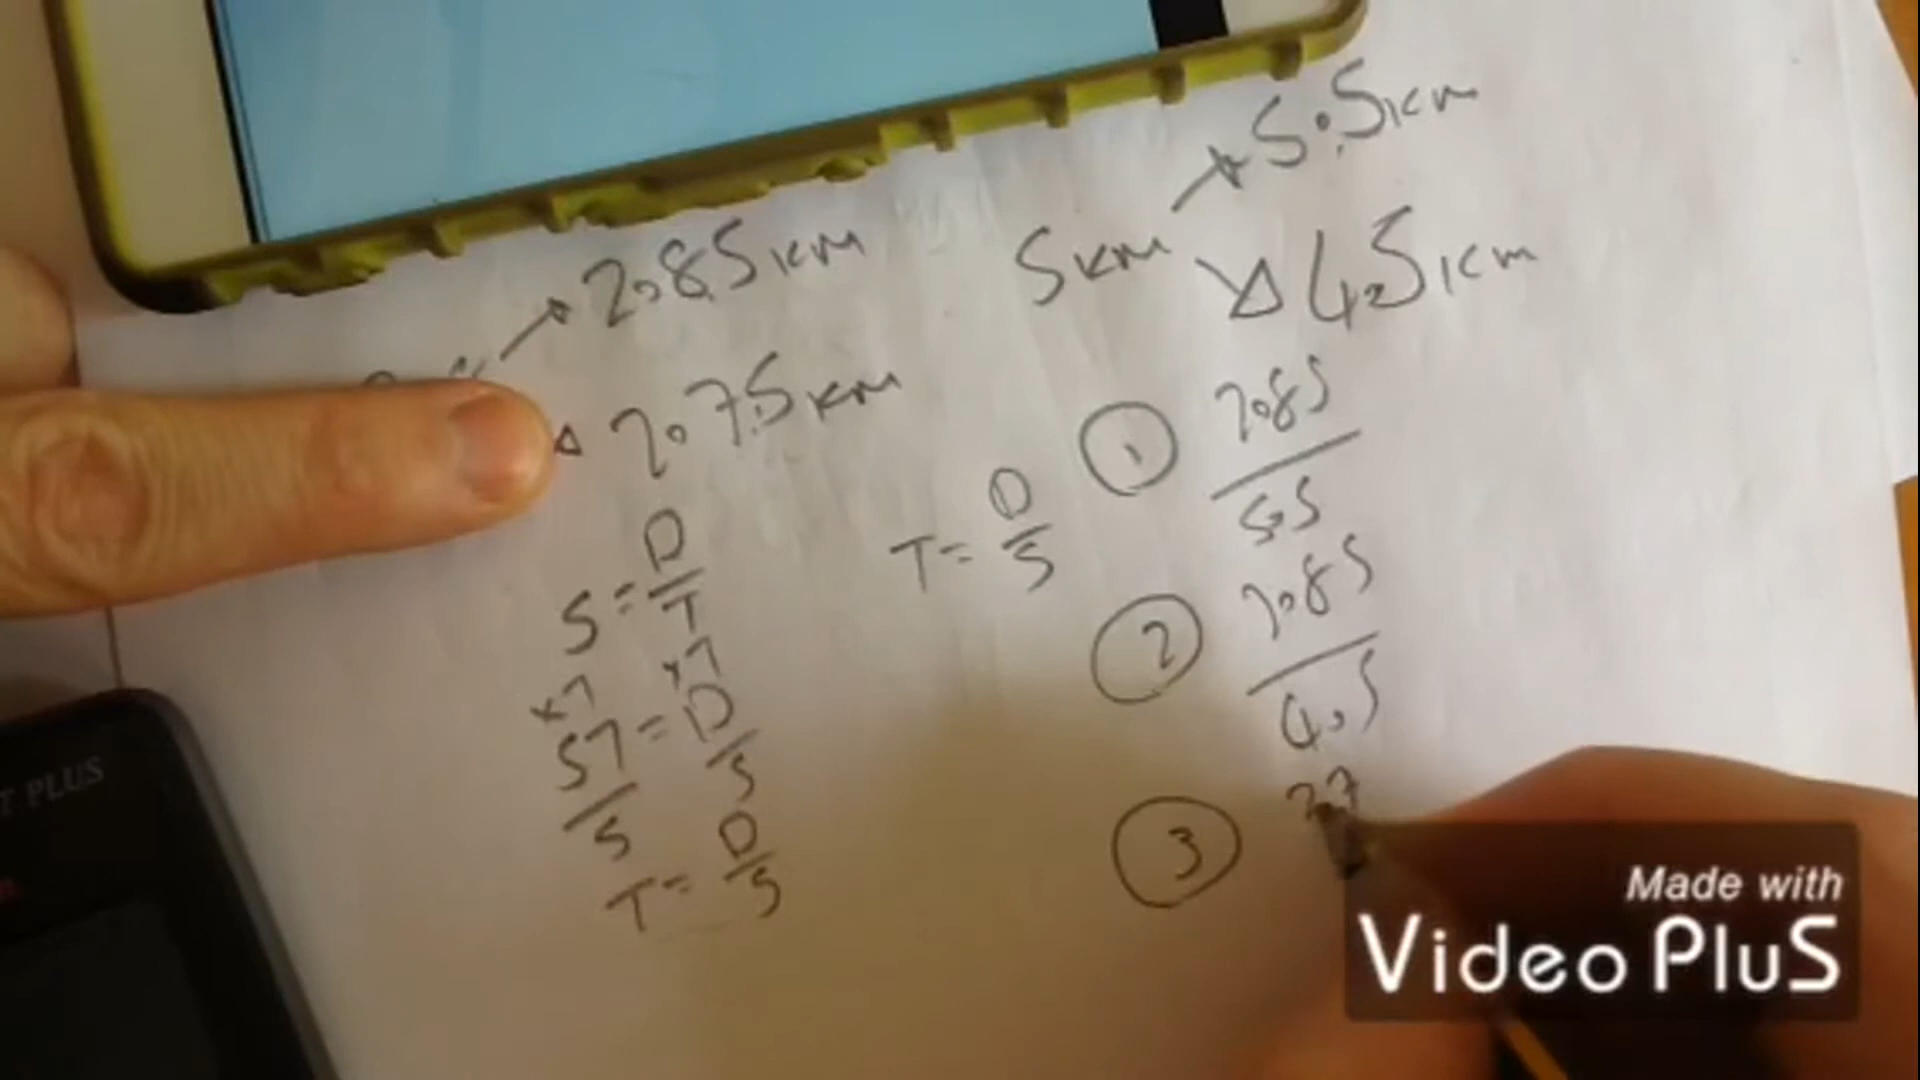 2.85km
2.75km
5km
5.5km
4.5km
S = D/T
x T x T
ST = D
S S
T = D/S
T = D/S
1 2.85/5.5
2 2.85/4.5
3
T PLUS
Made with
Video PluS